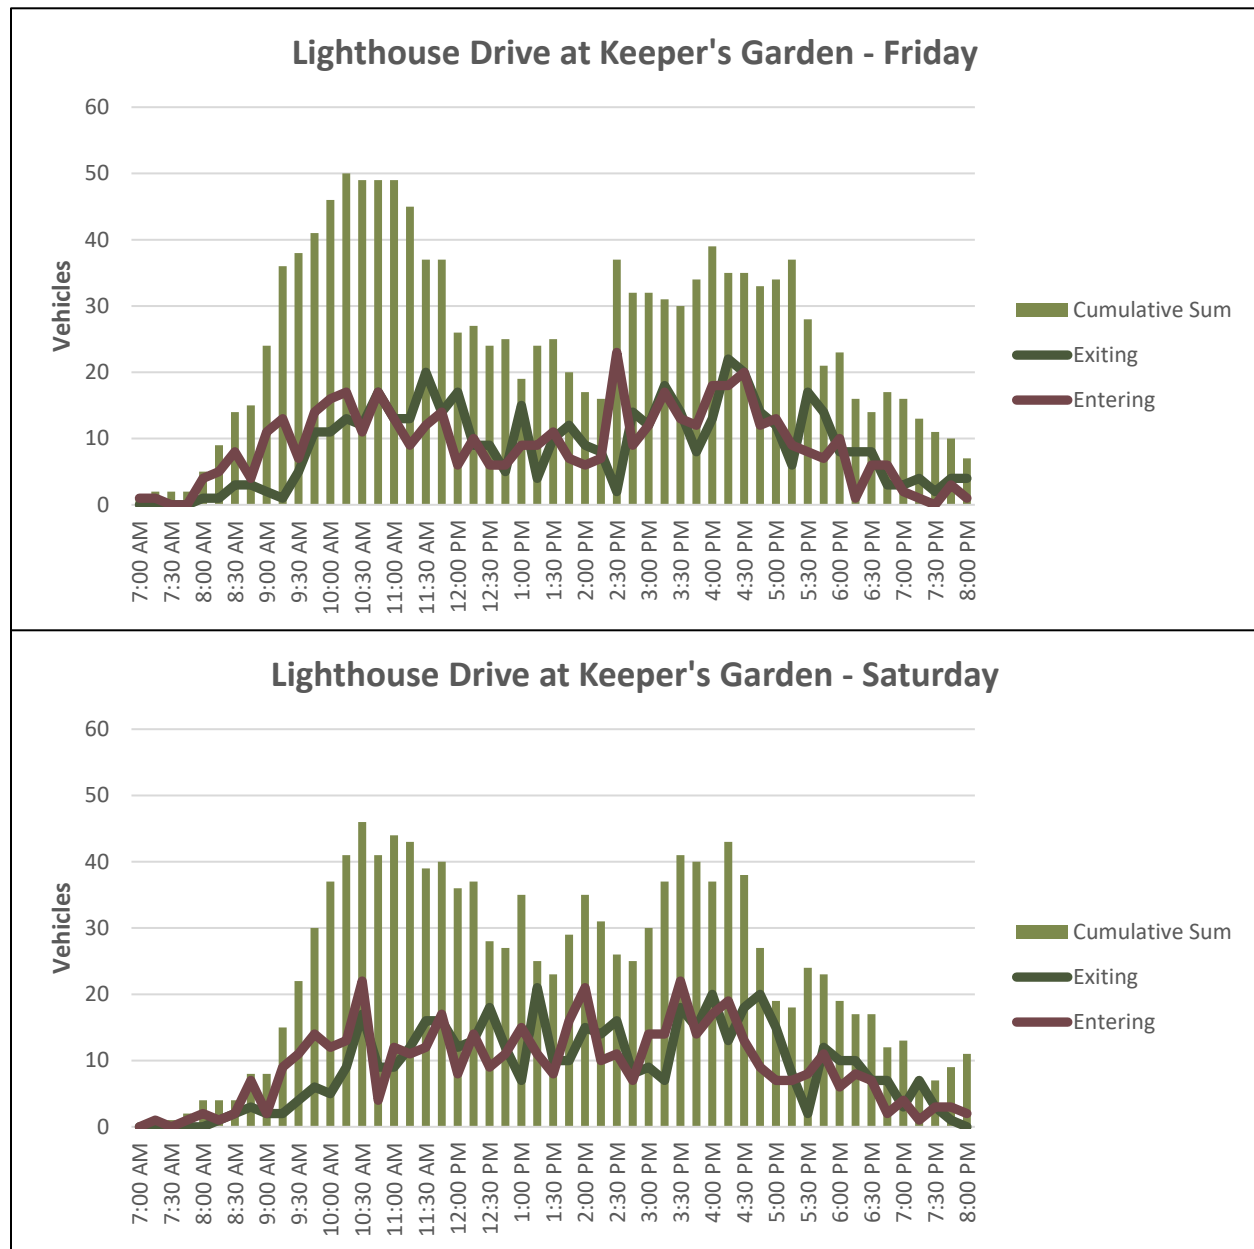 Lighthouse Drive at Keeper's Garden - Friday
60
50
40
30
20
10
0
Vehicles
7:00 AM
7:30 AM
8:00 AM
8:30 AM
9:00 AM
9:30 AM
10:00 AM
10:30 AM
11:00 AM
11:30 AM
12:00 PM
12:30 PM
1:00 PM
1:30 PM
2:00 PM
2:30 PM
3:00 PM
3:30 PM
4:00 PM
4:30 PM
5:00 PM
5:30 PM
6:00 PM
6:30 PM
7:00 PM
7:30 PM
8:00 PM
Cumulative Sum
Exiting
Entering
Lighthouse Drive at Keeper's Garden - Saturday
60
50
40
30
20
10
0
Vehicles
7:00 AM
7:30 AM
8:00 AM
8:30 AM
9:00 AM
9:30 AM
10:00 AM
10:30 AM
11:00 AM
11:30 AM
12:00 PM
12:30 PM
1:00 PM
1:30 PM
2:00 PM
2:30 PM
3:00 PM
3:30 PM
4:00 PM
4:30 PM
5:00 PM
5:30 PM
6:00 PM
6:30 PM
7:00 PM
7:30 PM
8:00 PM
Cumulative Sum
Exiting
Entering